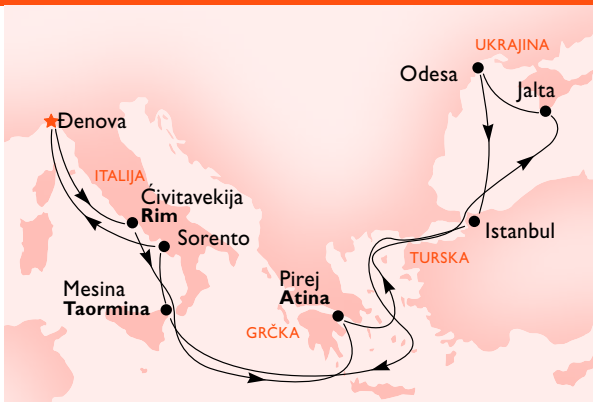 UKRAJINA
Odesa
Jalta
Đenova
ITALIJA
Ćivitavekija
Rim
Sorento
Istanbul
TURSKA
Pirej
Atina
Mesina
Taormina
GRČKA